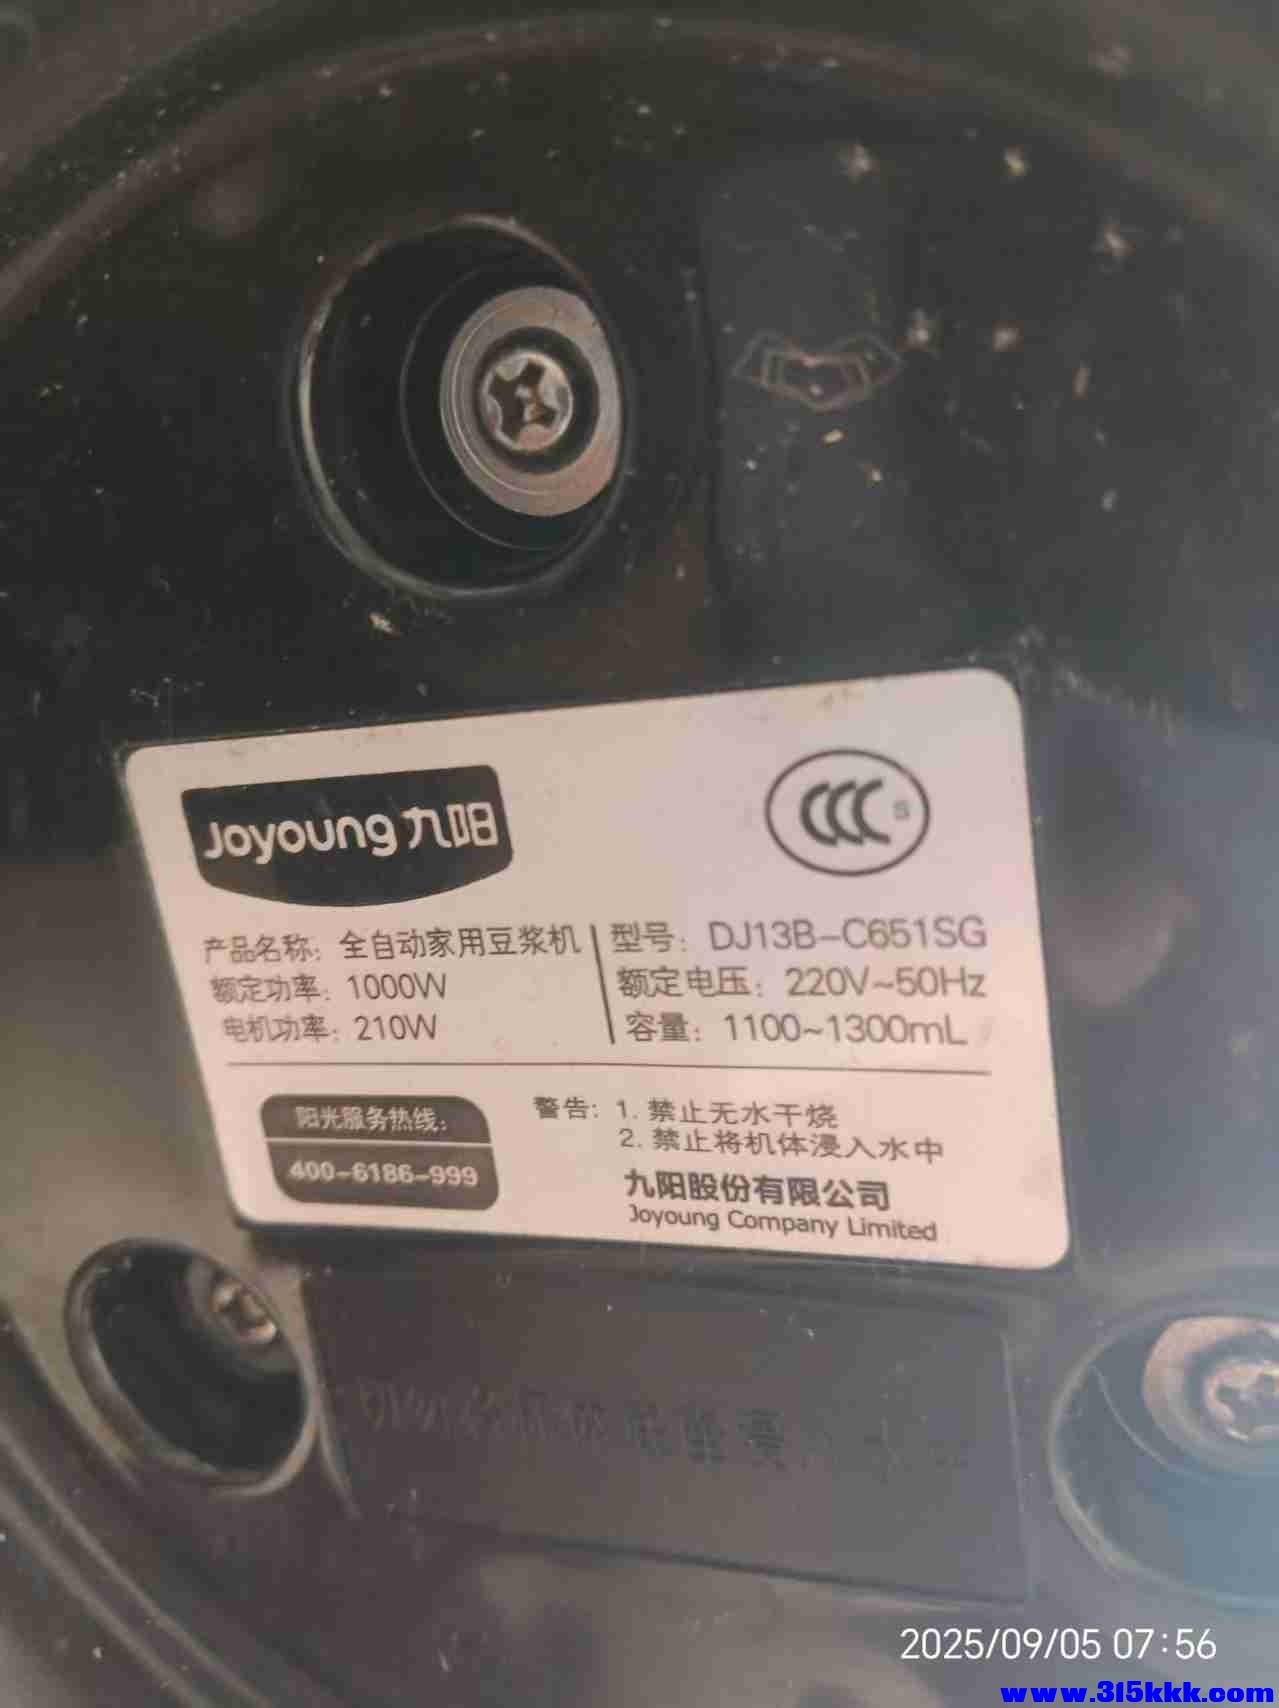 Joyoung九阳
CCC S
产品名称：全自动家用豆浆机
型号：DJ13B-C651SG
额定功率：1000W
额定电压：220V~50Hz
电机功率：210W
容量：1100~1300mL
阳光服务热线：
400-6186-999
警告：1. 禁止无水干烧
2. 禁止将机体浸入水中
九阳股份有限公司
Joyoung Company Limited
2025/09/05 07:56
www.315kkk.com